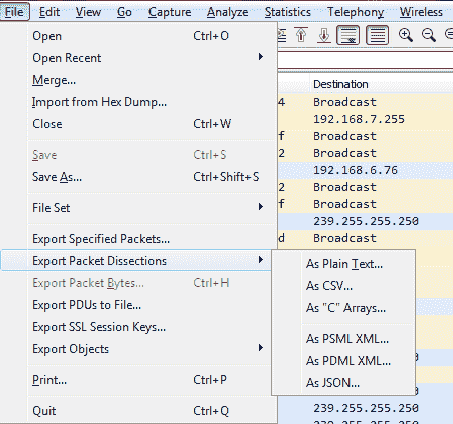 File Edit View Go Capture Analyze Statistics Telephony Wireless
Open Ctrl+O
Open Recent
Merge...
Import from Hex Dump...
Close Ctrl+W
Save Ctrl+S
Save As... Ctrl+Shift+S
File Set
Export Specified Packets...
Export Packet Dissections
Export Packet Bytes... Ctrl+H
Export PDUs to File...
Export SSL Session Keys...
Export Objects
Print... Ctrl+P
Quit Ctrl+Q
As Plain Text...
As CSV...
As "C" Arrays...
As PSML XML...
As PDML XML...
As JSON...
Destination
4 Broadcast
192.168.7.255
f Broadcast
2 Broadcast
192.168.6.76
2 Broadcast
f Broadcast
239.255.255.250
d Broadcast
0
0
239.255.255.250